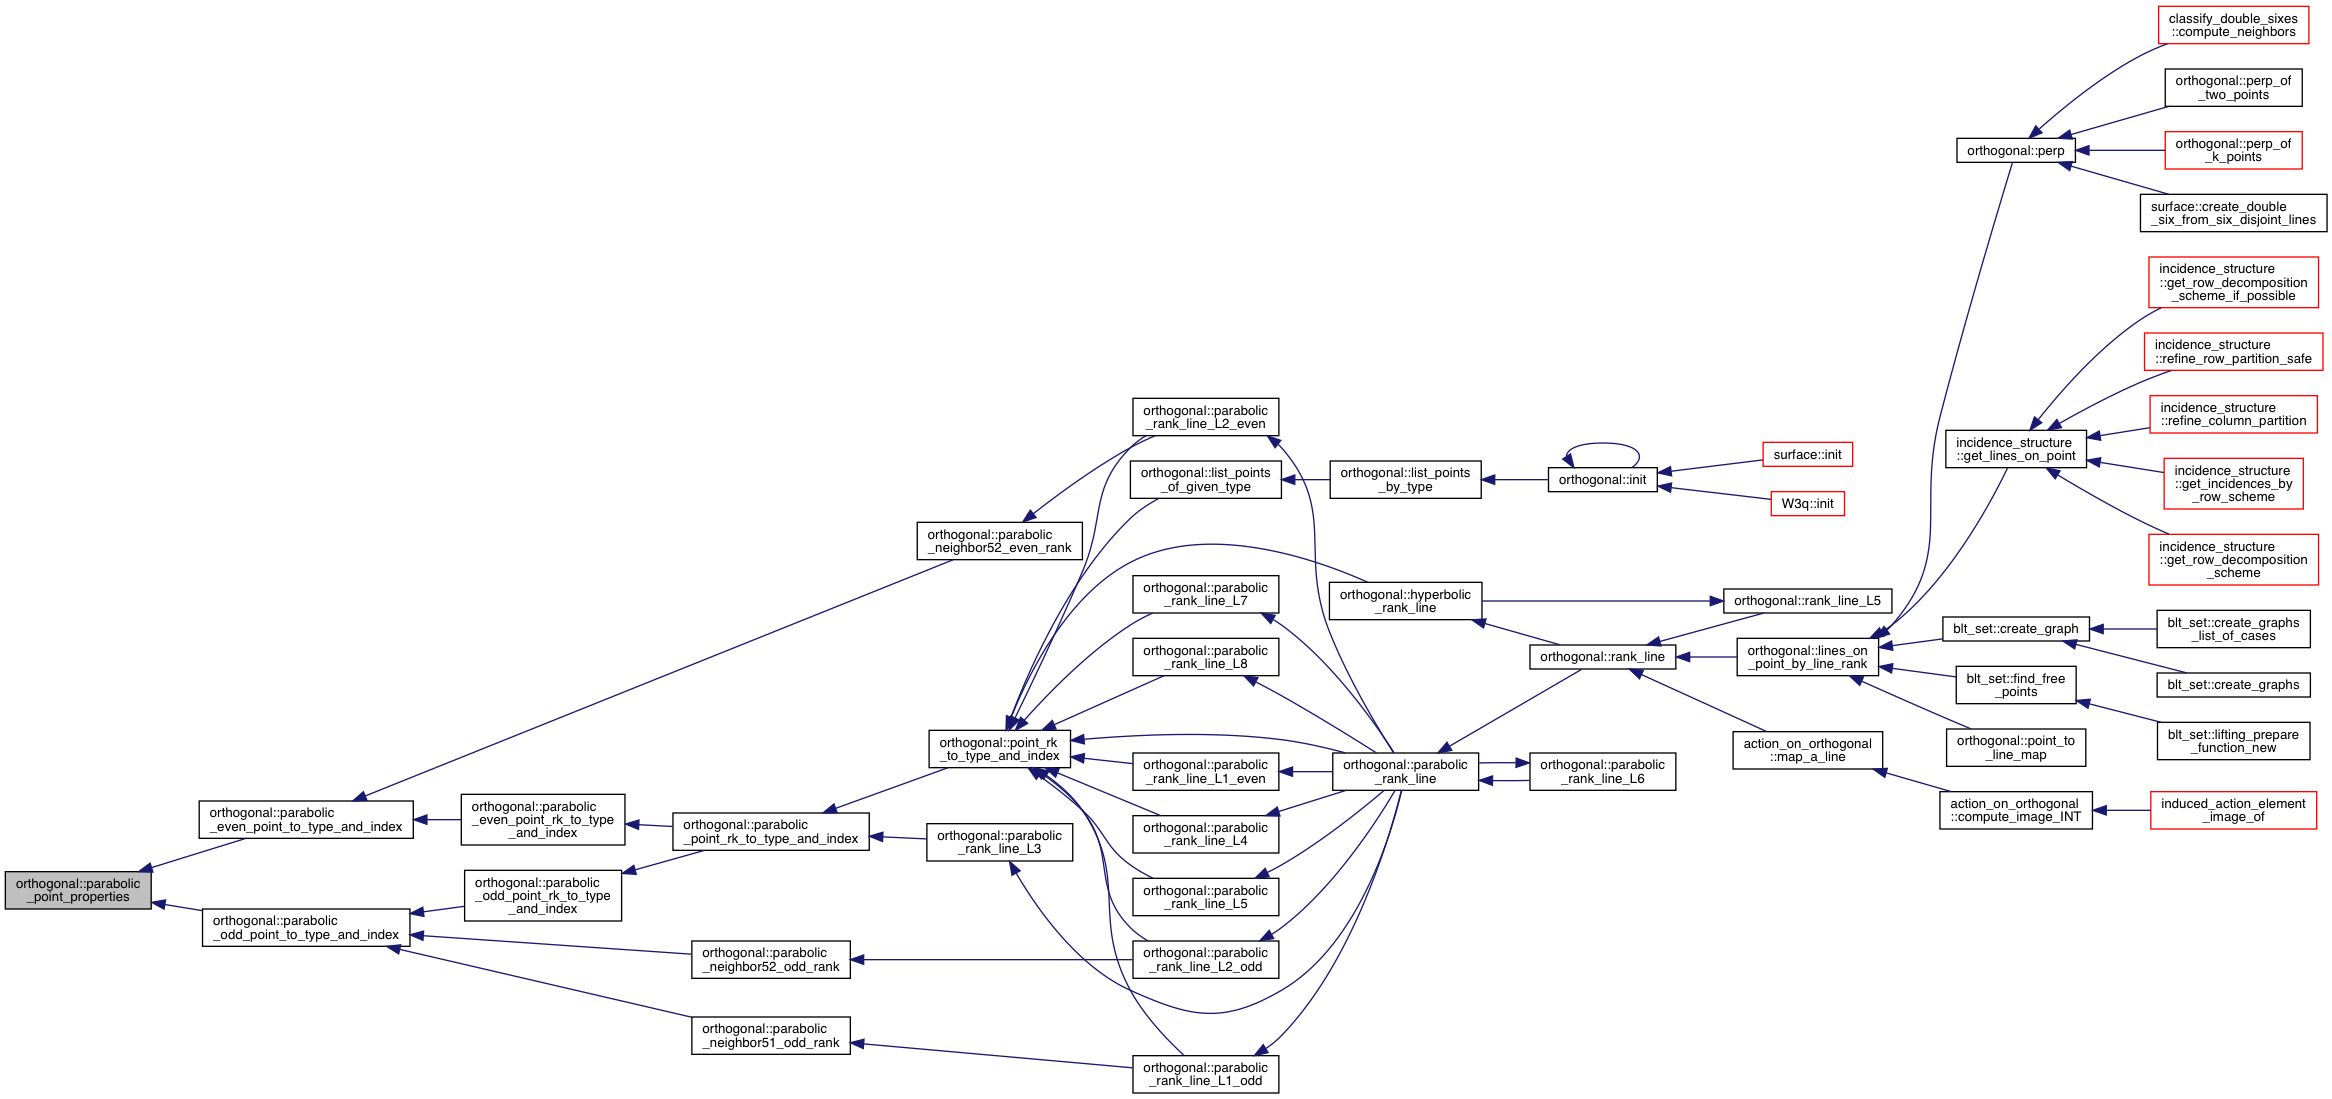 classify_double_sixes
::compute_neighbors
orthogonal::perp_of
_two_points
orthogonal::perp
orthogonal::perp_of
_k_points
surface::create_double
_six_from_six_disjoint_lines
incidence_structure
::get_row_decomposition
_scheme_if_possible
incidence_structure
::refine_row_partition_safe
incidence_structure
::refine_column_partition
incidence_structure
::get_lines_on_point
incidence_structure
::get_incidences_by
_row_scheme
incidence_structure
::get_row_decomposition
_scheme
orthogonal::parabolic
_rank_line_L2_even
orthogonal::list_points
_of_given_type
orthogonal::list_points
_by_type
orthogonal::init
surface::init
W3q::init
orthogonal::parabolic
_neighbor52_even_rank
orthogonal::parabolic
_rank_line_L7
orthogonal::hyperbolic
_rank_line
orthogonal::rank_line_L5
orthogonal::parabolic
_rank_line_L8
orthogonal::rank_line
orthogonal::lines_on
_point_by_line_rank
blt_set::create_graph
blt_set::create_graphs
_list_of_cases
blt_set::find_free
_points
blt_set::create_graphs
orthogonal::point_to
_line_map
blt_set::lifting_prepare
_function_new
orthogonal::point_rk
_to_type_and_index
orthogonal::parabolic
_rank_line_L1_even
orthogonal::parabolic
_rank_line
orthogonal::parabolic
_rank_line_L6
action_on_orthogonal
::map_a_line
action_on_orthogonal
::compute_image_INT
induced_action_element
_image_of
orthogonal::parabolic
_even_point_to_type_and_index
orthogonal::parabolic
_even_point_rk_to_type
_and_index
orthogonal::parabolic
_point_rk_to_type_and_index
orthogonal::parabolic
_rank_line_L3
orthogonal::parabolic
_rank_line_L4
orthogonal::parabolic
_point_properties
orthogonal::parabolic
_odd_point_rk_to_type
_and_index
orthogonal::parabolic
_rank_line_L5
orthogonal::parabolic
_odd_point_to_type_and_index
orthogonal::parabolic
_neighbor52_odd_rank
orthogonal::parabolic
_rank_line_L2_odd
orthogonal::parabolic
_neighbor51_odd_rank
orthogonal::parabolic
_rank_line_L1_odd